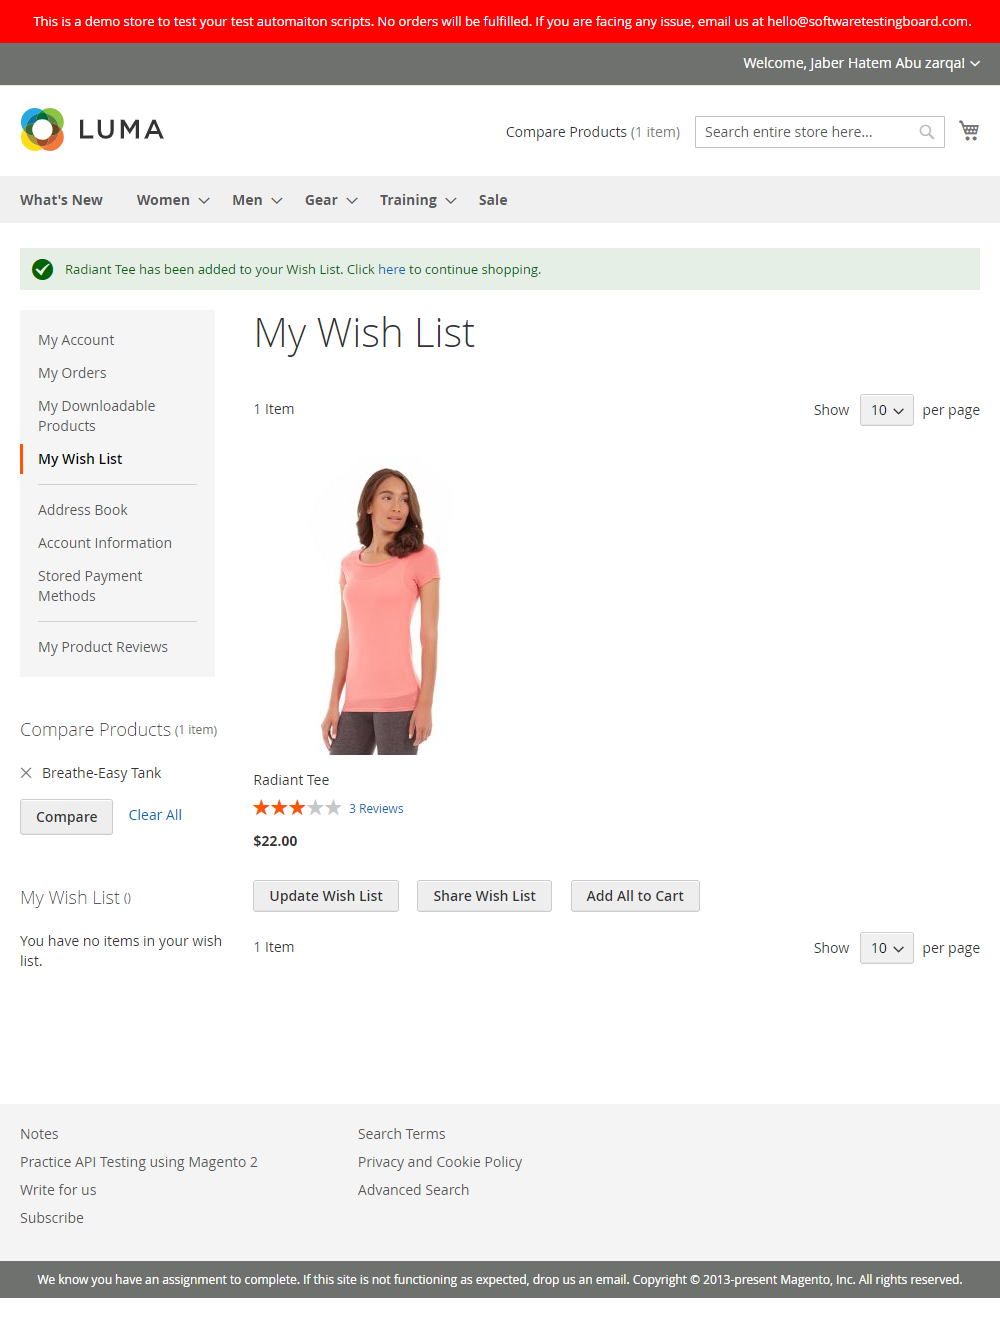 This is a demo store to test your test automaiton scripts. No orders will be fulfilled. If you are facing any issue, email us at hello@softwaretestingboard.com.
Welcome, Jaber Hatem Abu zarqa!
LUMA
Compare Products (1 item)
Search entire store here...
What's New Women Men Gear Training Sale
Radiant Tee has been added to your Wish List. Click here to continue shopping.
My Account
My Orders
My Downloadable
Products
My Wish List
Address Book
Account Information
Stored Payment
Methods
My Product Reviews
Compare Products (1 item)
Breathe-Easy Tank
Compare Clear All
My Wish List ()
You have no items in your wish
list.
My Wish List
1 Item
Show 10 per page
Radiant Tee
3 Reviews
$22.00
Update Wish List Share Wish List Add All to Cart
1 Item
Show 10 per page
Notes
Practice API Testing using Magento 2
Write for us
Subscribe
Search Terms
Privacy and Cookie Policy
Advanced Search
We know you have an assignment to complete. If this site is not functioning as expected, drop us an email. Copyright © 2013-present Magento, Inc. All rights reserved.